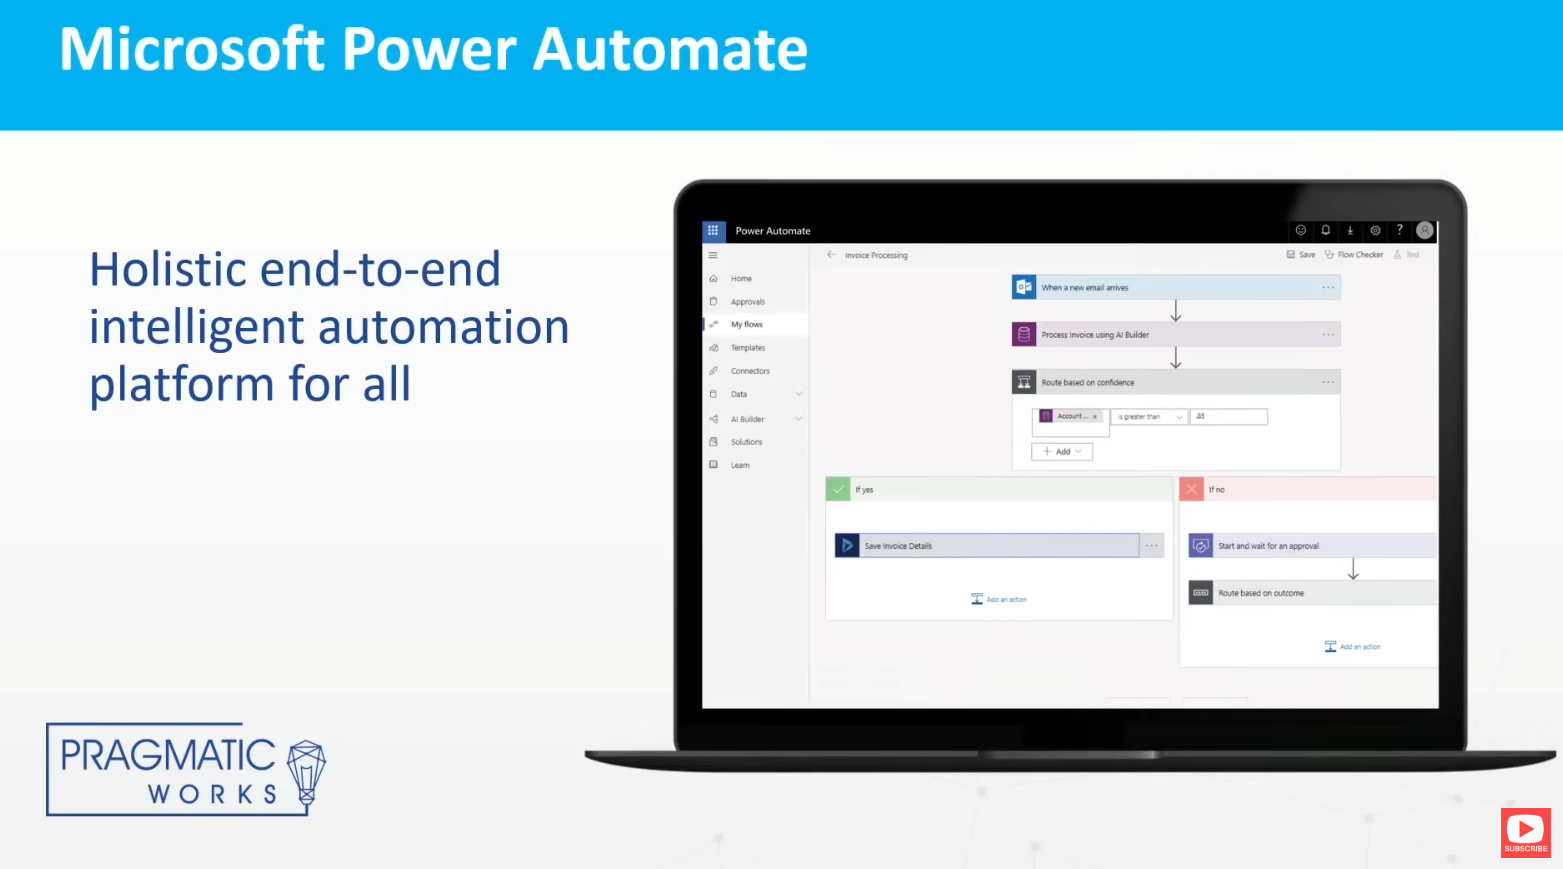 Microsoft Power Automate
Holistic end-to-end
intelligent automation
platform for all
Power Automate
?
Invoice Processing
Save
Flow Checker
Test
Home
Approvals
My flows
Templates
Connectors
Data
AI Builder
Solutions
Learn
When a new email arrives
Process Invoice using AI Builder
Route based on confidence
Account ... x
is greater than
.85
+ Add
If yes
Save Invoice Details
Add an action
If no
Start and wait for an approval
Route based on outcome
Add an action
PRAGMATIC
WORKS
SUBSCRIBE